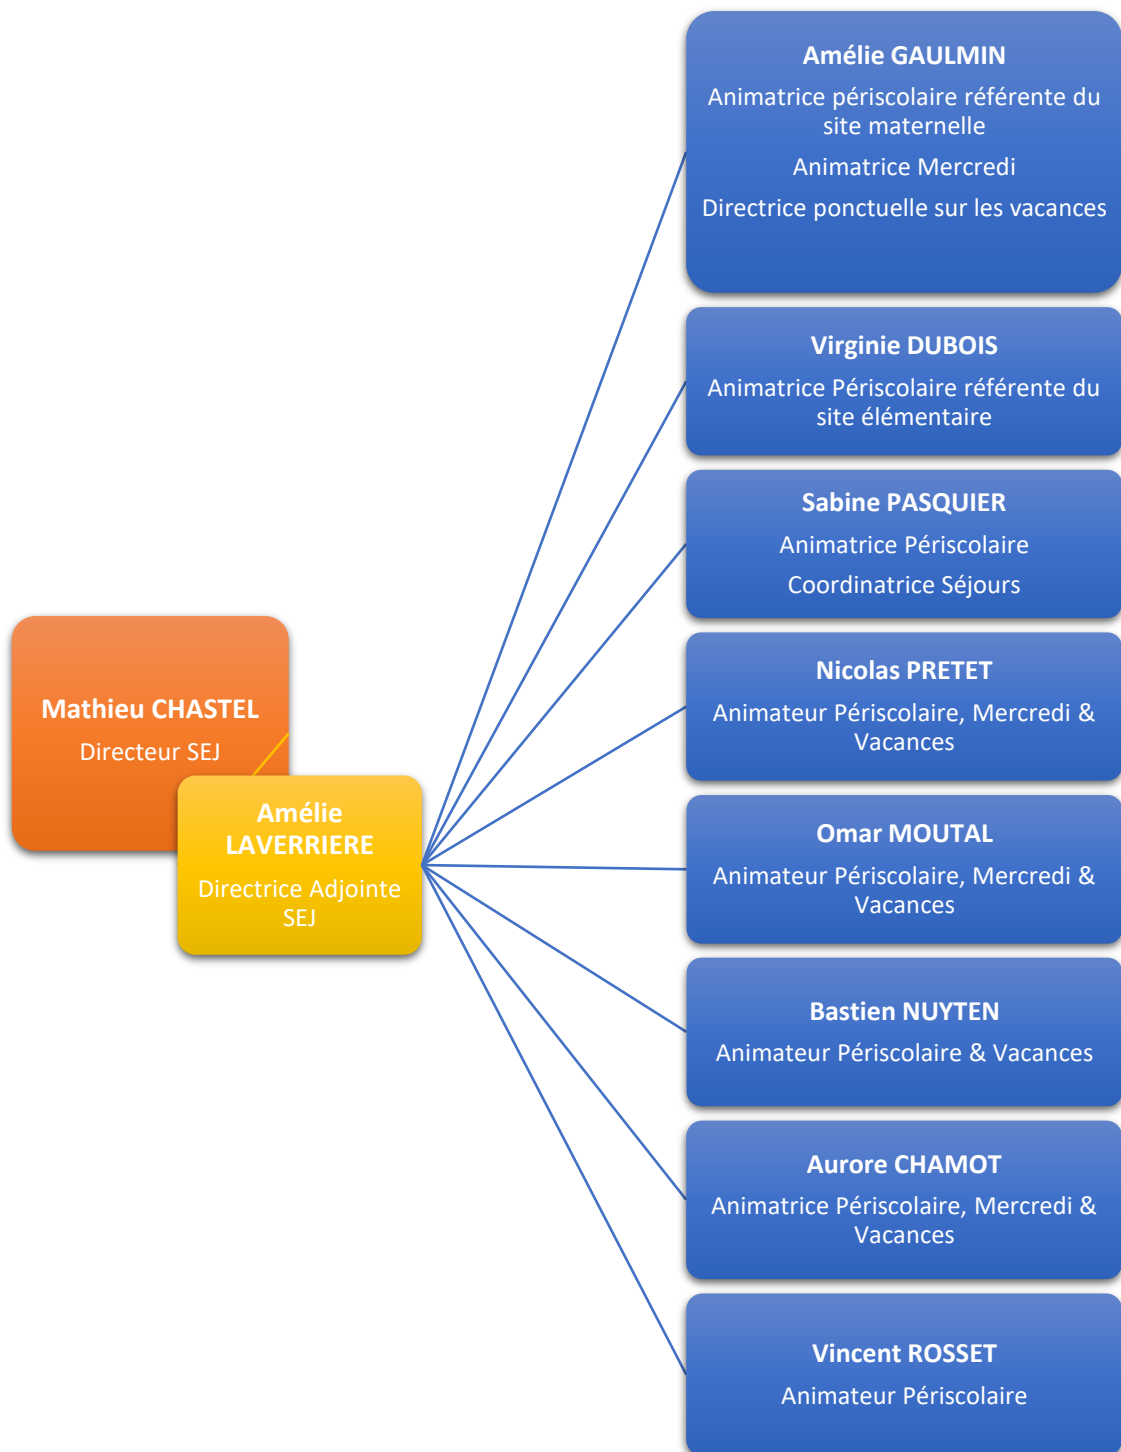 Mathieu CHASTEL
Directeur SEJ
Amélie
LAVERRIERE
Directrice Adjointe
SEJ
Amélie GAULMIN
Animatrice périscolaire référente du
site maternelle
Animatrice Mercredi
Directrice ponctuelle sur les vacances
Virginie DUBOIS
Animatrice Périscolaire référente du
site élémentaire
Sabine PASQUIER
Animatrice Périscolaire
Coordinatrice Séjours
Nicolas PRETET
Animateur Périscolaire, Mercredi &
Vacances
Omar MOUTAL
Animateur Périscolaire, Mercredi &
Vacances
Bastien NUYTEN
Animateur Périscolaire & Vacances
Aurore CHAMOT
Animatrice Périscolaire, Mercredi &
Vacances
Vincent ROSSET
Animateur Périscolaire